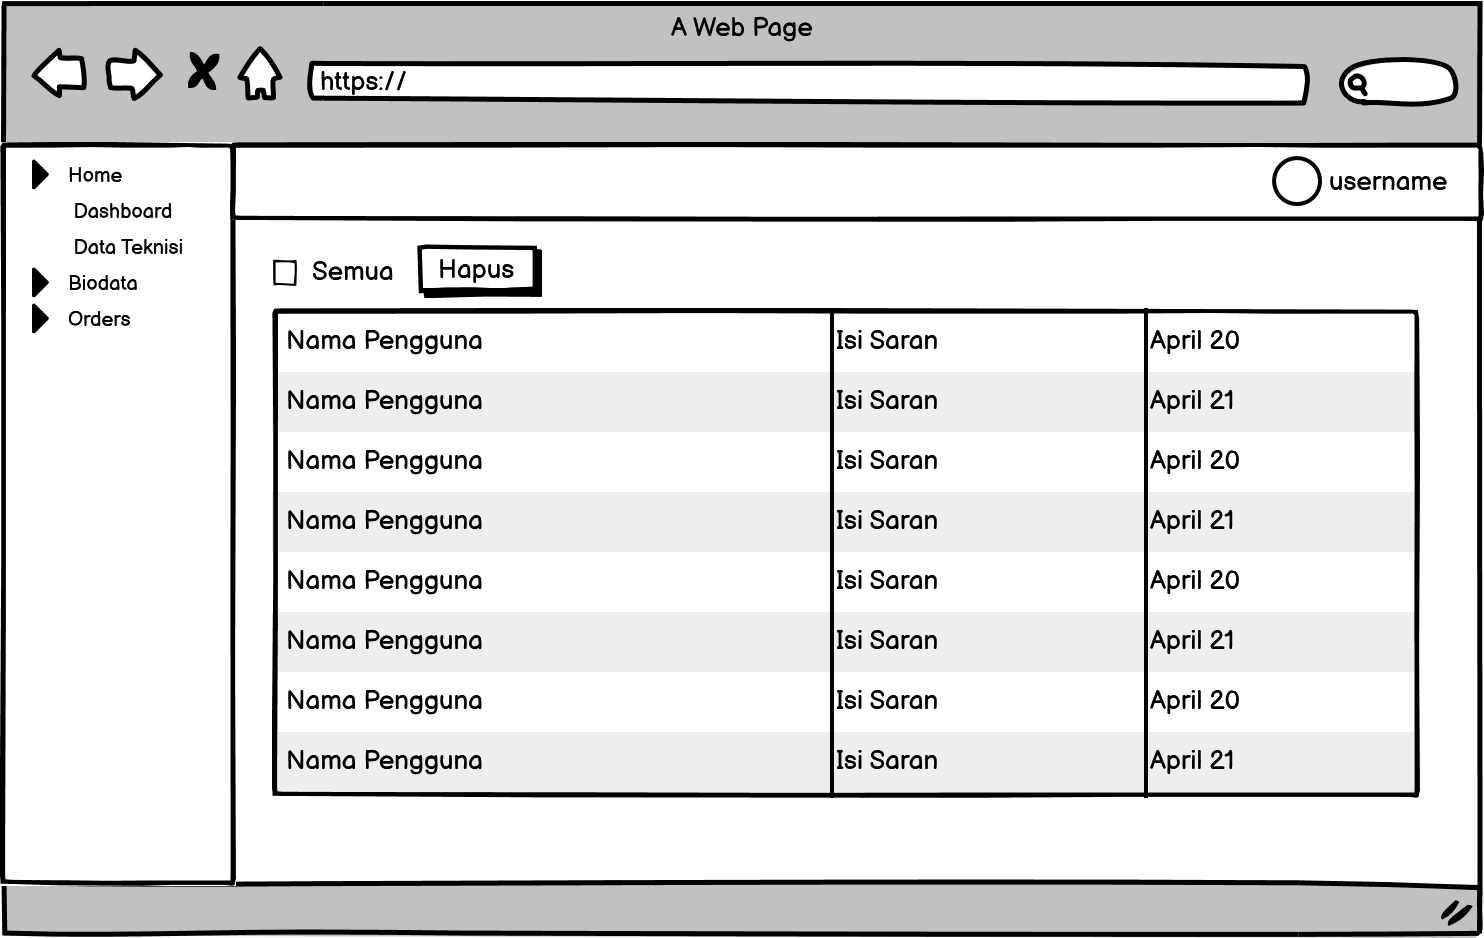 A Web Page
https://
username
Home
Dashboard
Data Teknisi
Biodata
Orders
Semua Hapus
Nama Pengguna Isi Saran April 20
Nama Pengguna Isi Saran April 21
Nama Pengguna Isi Saran April 20
Nama Pengguna Isi Saran April 21
Nama Pengguna Isi Saran April 20
Nama Pengguna Isi Saran April 21
Nama Pengguna Isi Saran April 20
Nama Pengguna Isi Saran April 21